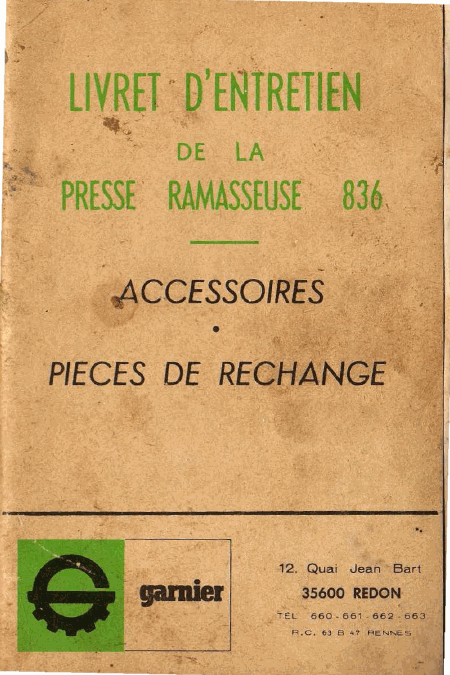 LIVRET D'ENTRETIEN
DE LA
PRESSE RAMASSEUSE 836
ACCESSOIRES
•
PIECES DE RECHANGE
garnier
12. Quai Jean Bart
35600 REDON
TEL 660-661-662-663
R.C. 63 B 47 RENNES